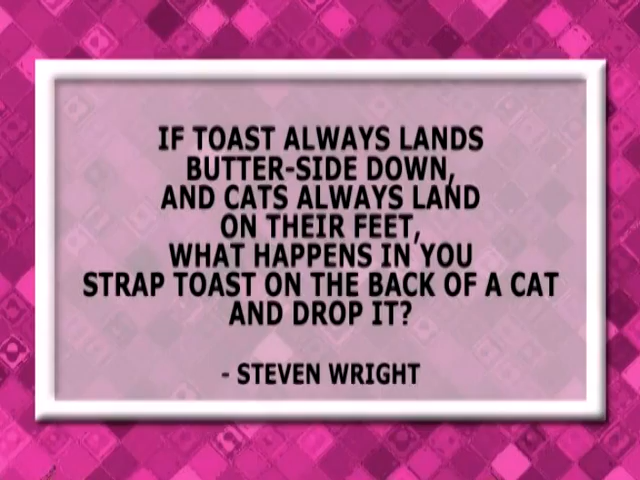 IF TOAST ALWAYS LANDS
BUTTER-SIDE DOWN,
AND CATS ALWAYS LAND
ON THEIR FEET,
WHAT HAPPENS IN YOU
STRAP TOAST ON THE BACK OF A CAT
AND DROP IT?
- STEVEN WRIGHT